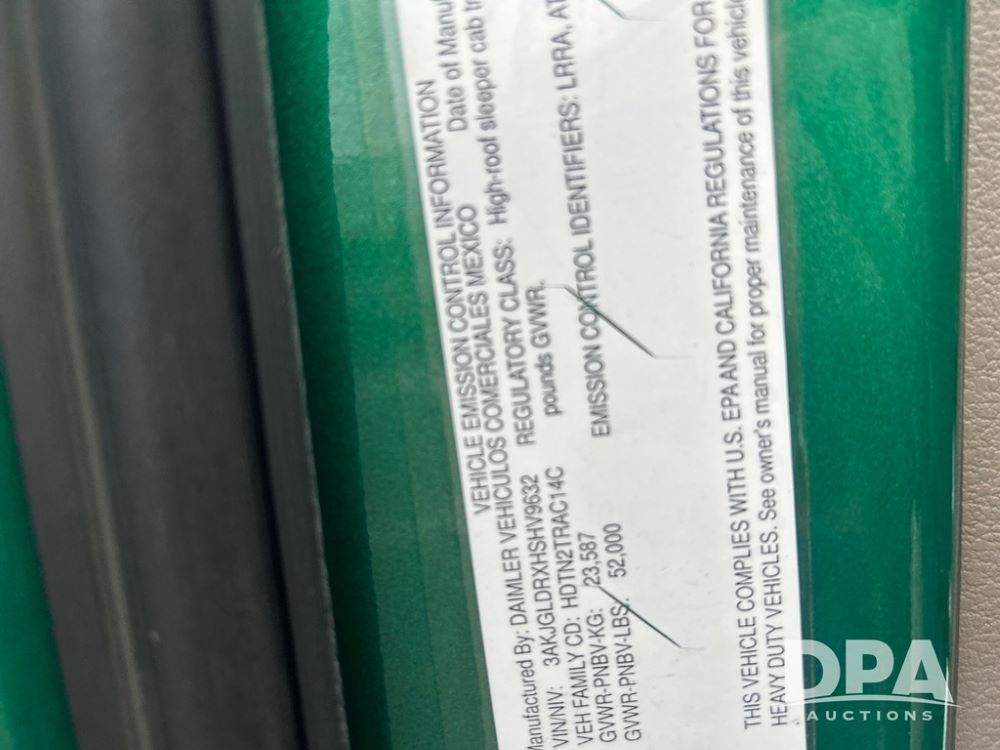 VEHICLE EMISSION CONTROL INFORMATION
Manufactured By: DAIMLER VEHICULOS COMERCIALES MEXICO Date of Manuf
VIN/NIV: 3AKJGLDRXHSHV9632 REGULATORY CLASS: High-roof sleeper cab
VEH FAMILY CD: HDTN2TRAC14C pounds GVWR.
GVWR-PNBV-KG: 23,587
GVWR-PNBV-LBS: 52,000 EMISSION CONTROL IDENTIFIERS: LRRA,
THIS VEHICLE COMPLIES WITH U.S. EPA AND CALIFORNIA REGULATIONS FOR
HEAVY DUTY VEHICLES. See owner's manual for proper maintenance of this vehicle
DPA
AUCTIONS